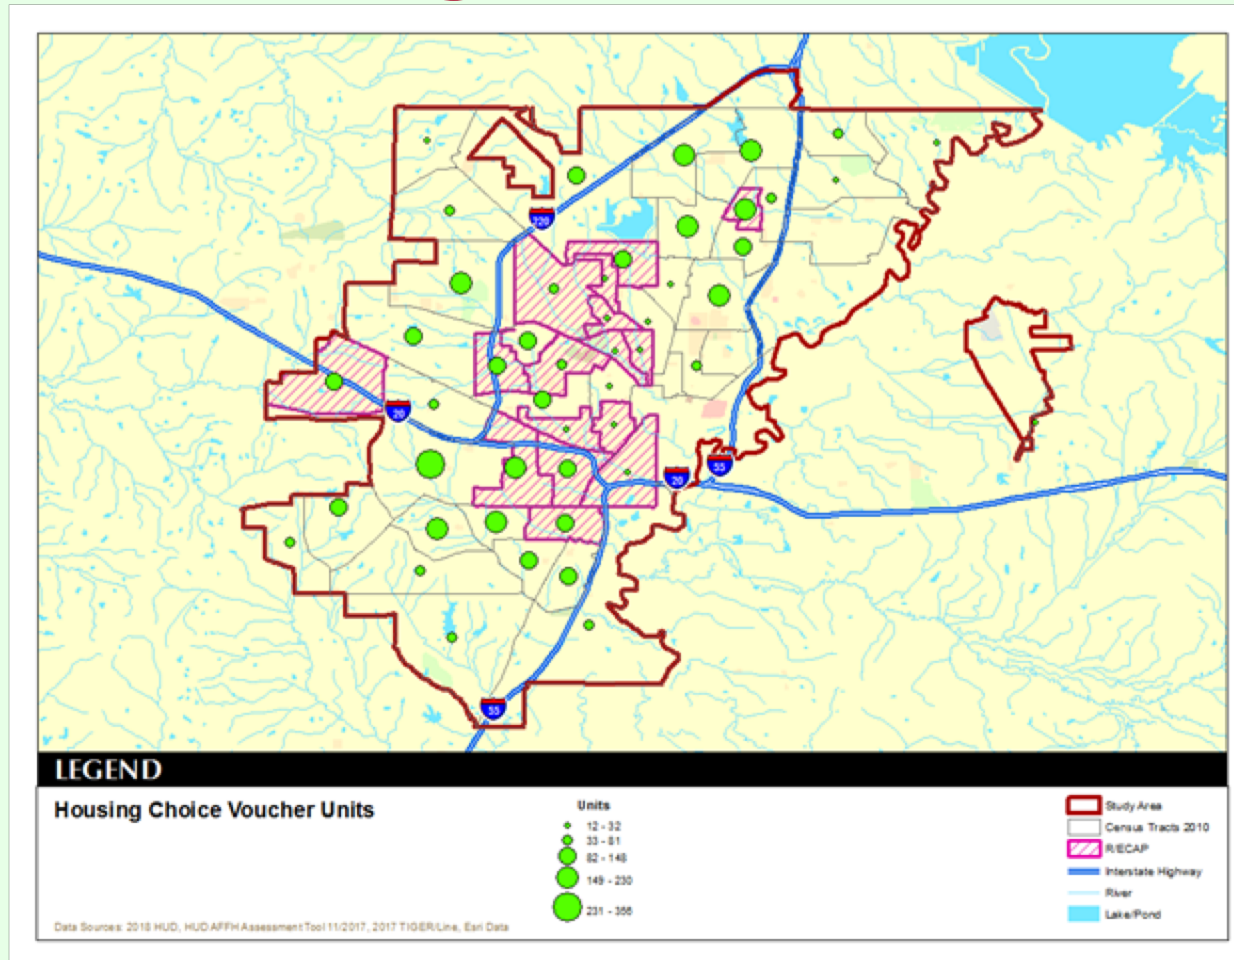 220
20
20
55
55
LEGEND
Housing Choice Voucher Units
Units
12 - 32
33 - 81
82 - 148
149 - 230
231 - 366
Study Area
Census Tracts 2010
R/ECAP
Interstate Highway
River
Lake/Pond
Data Sources: 2018 HUD, HUD AFFH Assessment Tool 11/2017, 2017 TIGER/Line, Esri Data